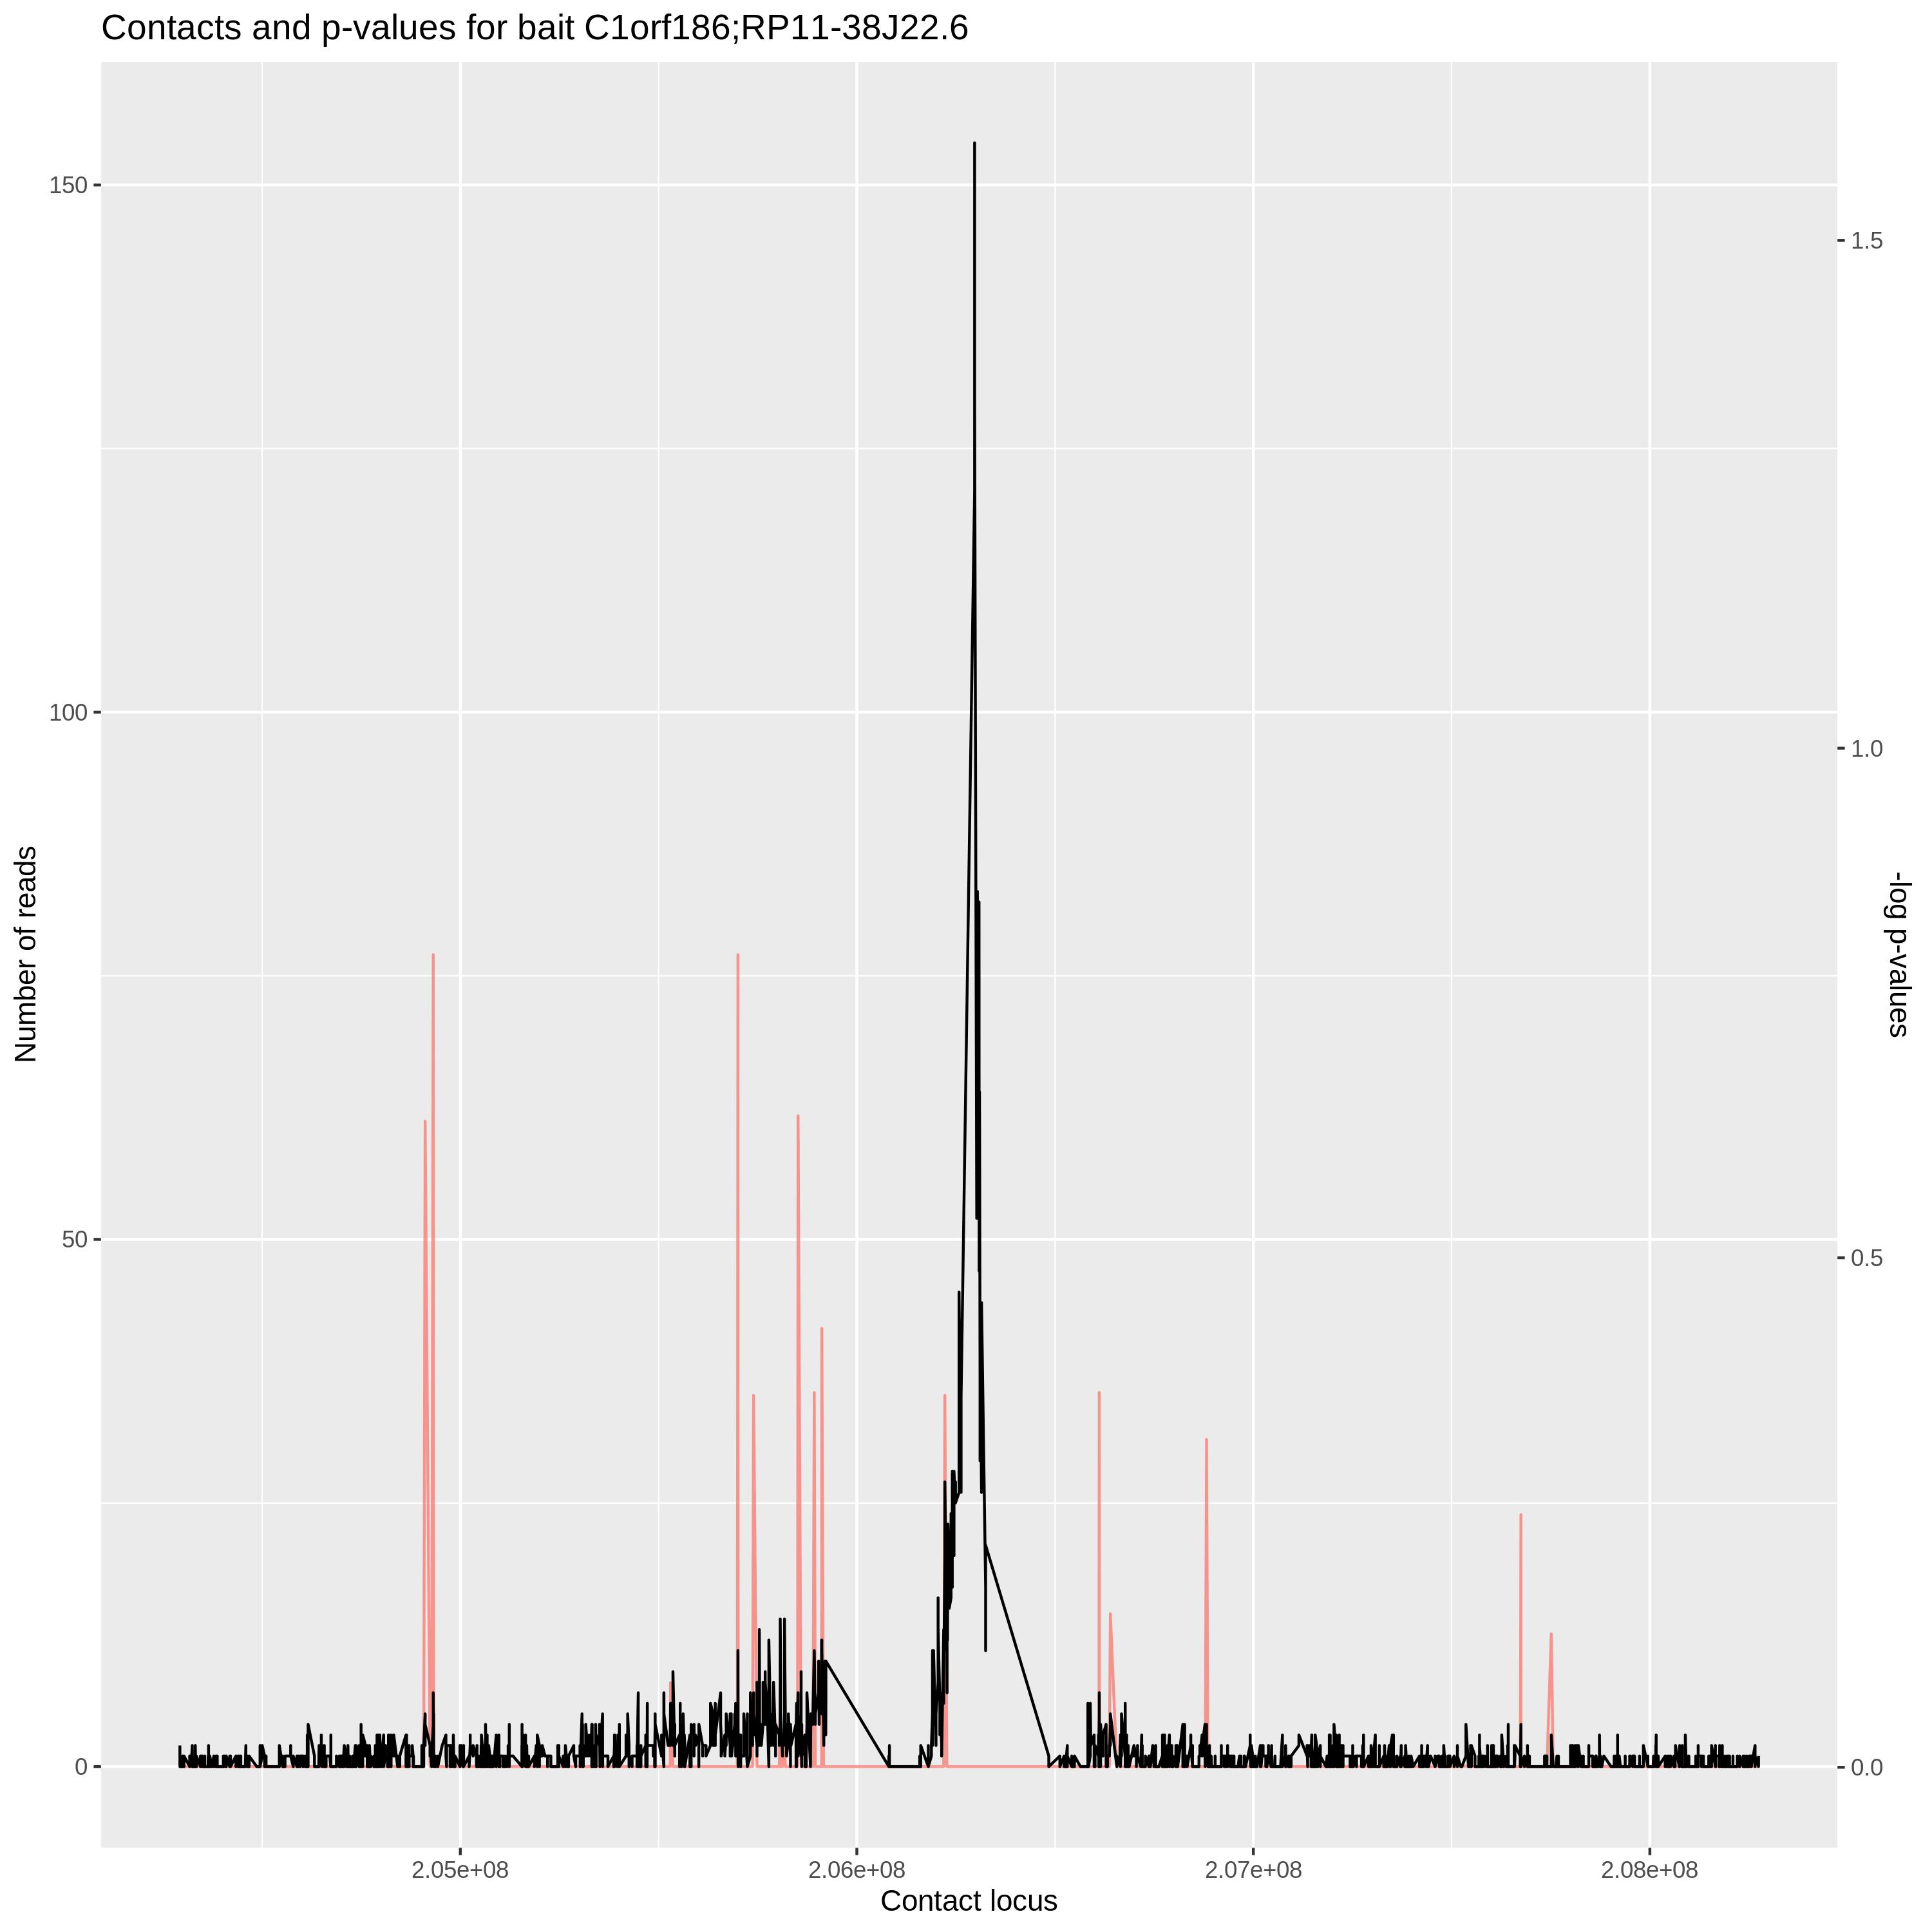 Contacts and p-values for bait C1orf186;RP11-38J22.6
150
100
50
0
Number of reads
1.5
1.0
0.5
0.0
-log p-values
2.05e+08
2.06e+08
2.07e+08
2.08e+08
Contact locus